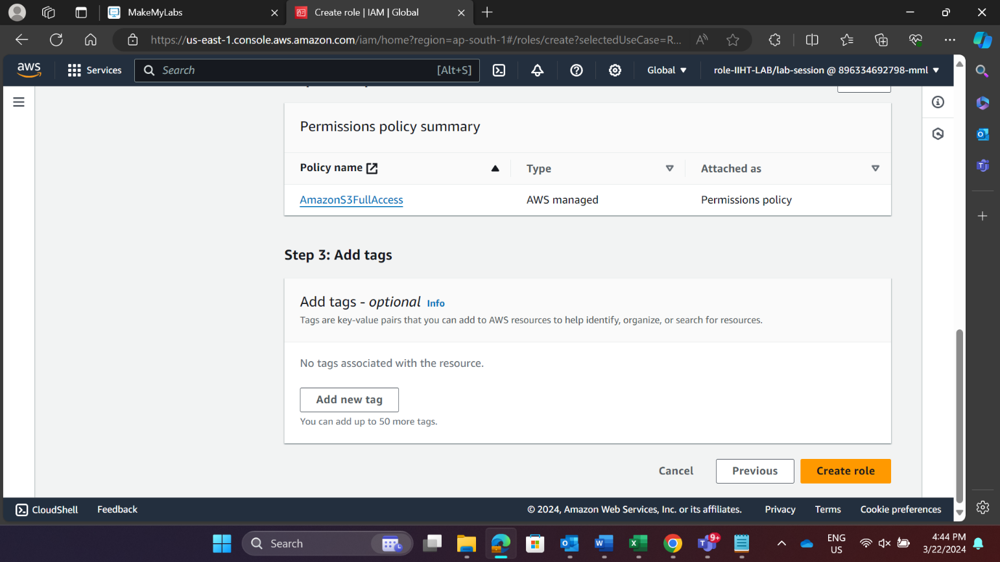 MakeMyLabs
Create role | IAM | Global
https://us-east-1.console.aws.amazon.com/iam/home?region=ap-south-1#/roles/create?selectedUseCase=R...
aws
Services
Search
[Alt+S]
Global
role-IIHT-LAB/lab-session @ 896334692798-mml
Permissions policy summary
Policy name
Type
Attached as
AmazonS3FullAccess
AWS managed
Permissions policy
Step 3: Add tags
Add tags - optional Info
Tags are key-value pairs that you can add to AWS resources to help identify, organize, or search for resources.
No tags associated with the resource.
Add new tag
You can add up to 50 more tags.
Cancel
Previous
Create role
CloudShell
Feedback
© 2024, Amazon Web Services, Inc. or its affiliates.
Privacy
Terms
Cookie preferences
Search
9+
ENG
US
4:44 PM
3/22/2024